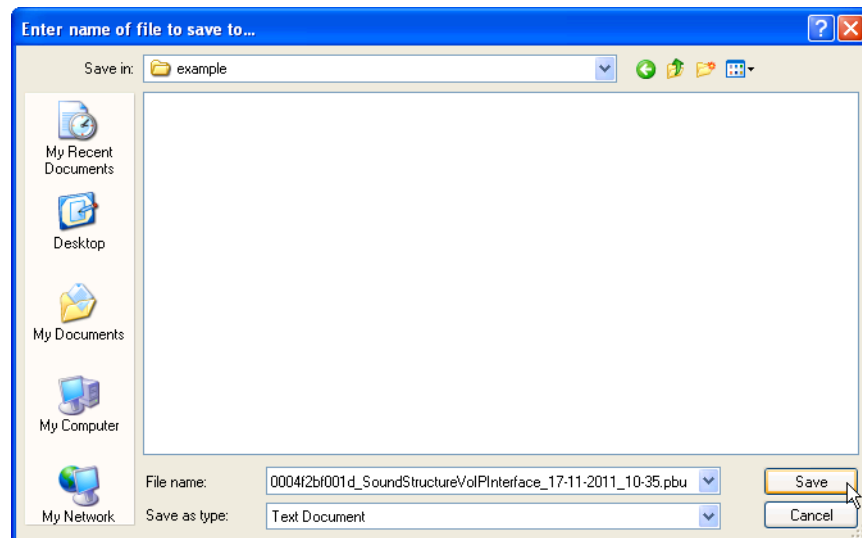 Enter name of file to save to...
Save in:
example
My Recent
Documents
Desktop
My Documents
My Computer
My Network
File name:
0004f2bf001d_SoundStructureVoIPInterface_17-11-2011_10-35.pbu
Save
Save as type:
Text Document
Cancel